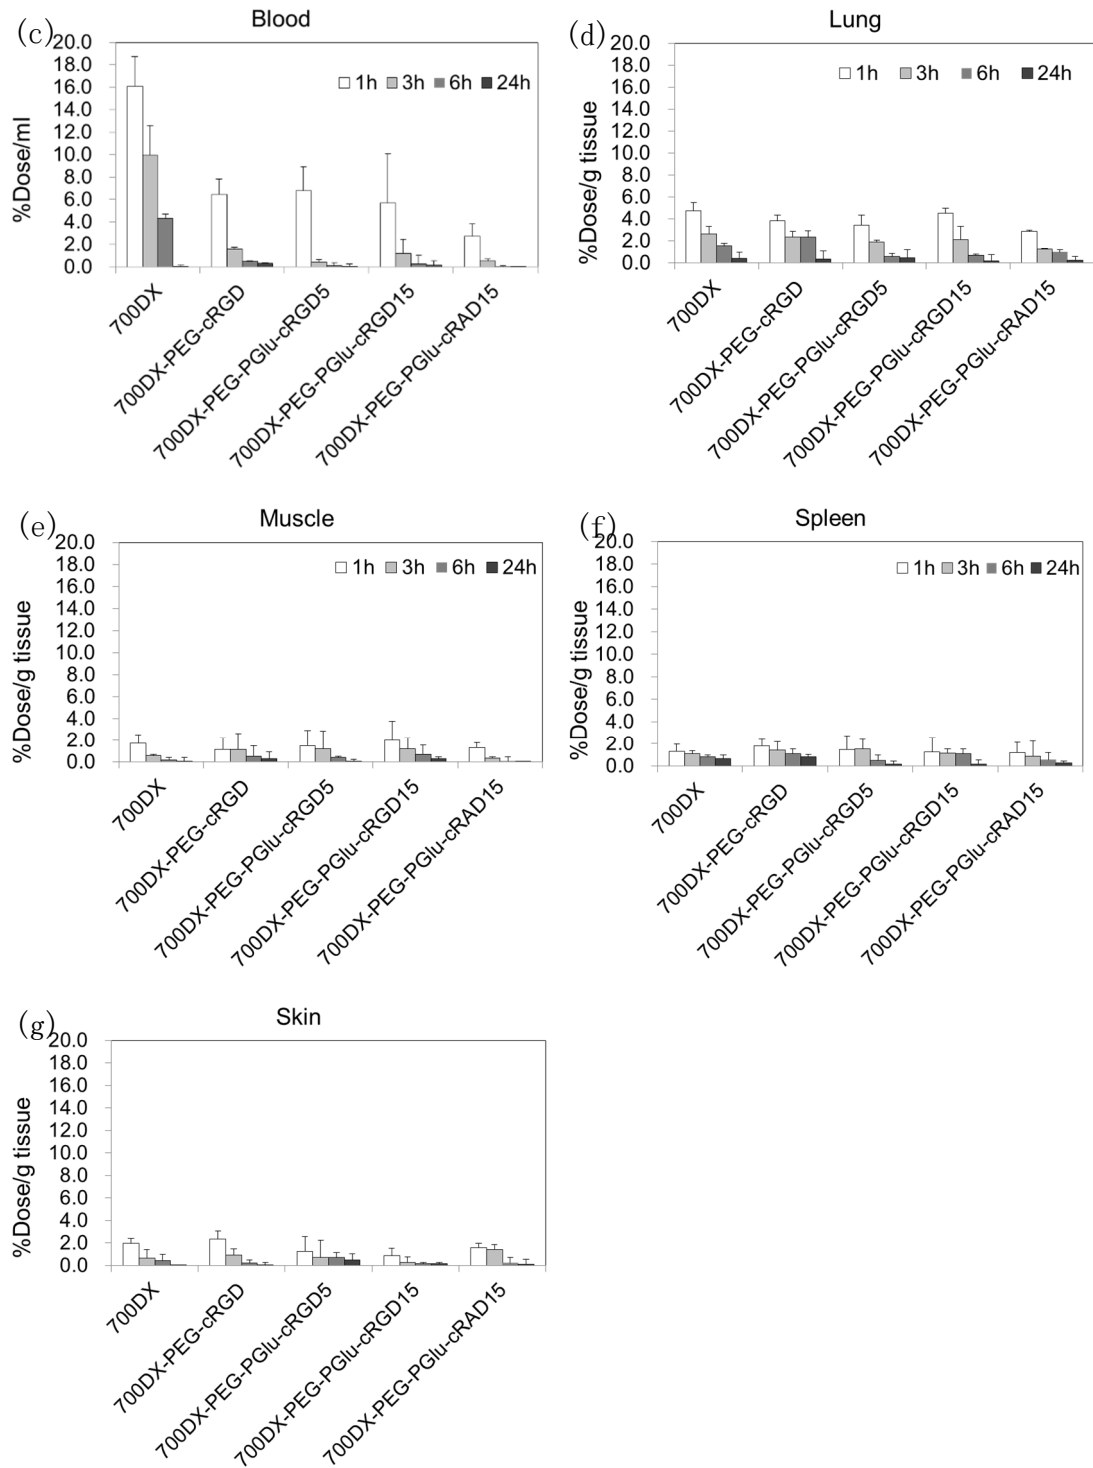 (c)
Blood
%Dose/ml
20.0
18.0
16.0
14.0
12.0
10.0
8.0
6.0
4.0
2.0
0.0
1h 3h 6h 24h
700DX
700DX-PEG-cRGD
700DX-PEG-PGlu-cRGD5
700DX-PEG-PGlu-cRGD15
700DX-PEG-PGlu-cRAD15
(d)
Lung
%Dose/g tissue
20.0
18.0
16.0
14.0
12.0
10.0
8.0
6.0
4.0
2.0
0.0
1h 3h 6h 24h
700DX
700DX-PEG-cRGD
700DX-PEG-PGlu-cRGD5
700DX-PEG-PGlu-cRGD15
700DX-PEG-PGlu-cRAD15
(e)
Muscle
%Dose/g tissue
20.0
18.0
16.0
14.0
12.0
10.0
8.0
6.0
4.0
2.0
0.0
1h 3h 6h 24h
700DX
700DX-PEG-cRGD
700DX-PEG-PGlu-cRGD5
700DX-PEG-PGlu-cRGD15
700DX-PEG-PGlu-cRAD15
(f)
Spleen
%Dose/g tissue
20.0
18.0
16.0
14.0
12.0
10.0
8.0
6.0
4.0
2.0
0.0
1h 3h 6h 24h
700DX
700DX-PEG-cRGD
700DX-PEG-PGlu-cRGD5
700DX-PEG-PGlu-cRGD15
700DX-PEG-PGlu-cRAD15
(g)
Skin
%Dose/g tissue
20.0
18.0
16.0
14.0
12.0
10.0
8.0
6.0
4.0
2.0
0.0
700DX
700DX-PEG-cRGD
700DX-PEG-PGlu-cRGD5
700DX-PEG-PGlu-cRGD15
700DX-PEG-PGlu-cRAD15